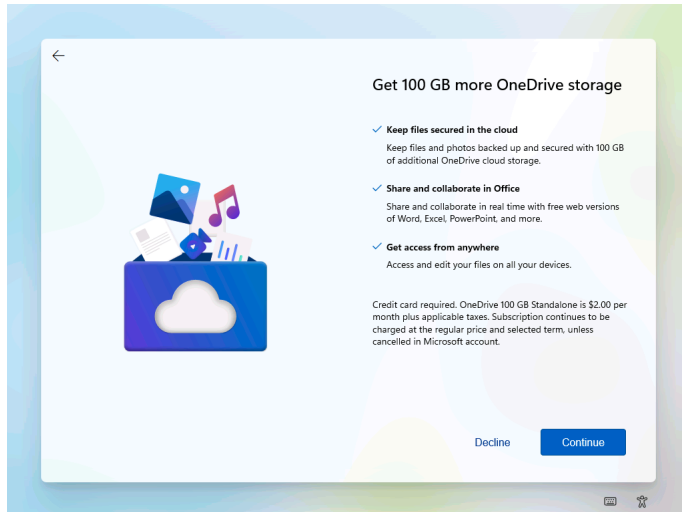 Get 100 GB more OneDrive storage
Keep files secured in the cloud
Keep files and photos backed up and secured with 100 GB
of additional OneDrive cloud storage.
Share and collaborate in Office
Share and collaborate in real time with free web versions
of Word, Excel, PowerPoint, and more.
Get access from anywhere
Access and edit your files on all your devices.
Credit card required. OneDrive 100 GB Standalone is $2.00 per
month plus applicable taxes. Subscription continues to be
charged at the regular price and selected term, unless
cancelled in Microsoft account.
Decline
Continue